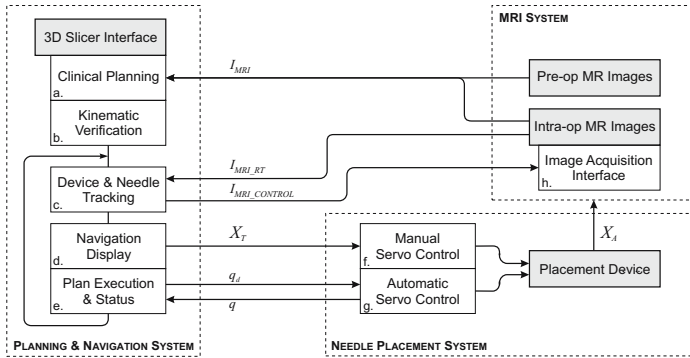 MRI SYSTEM
3D Slicer Interface
Clinical Planning
a.
Kinematic
Verification
b.
Device & Needle
Tracking
c.
Navigation
Display
d.
Plan Execution
& Status
e.
PLANNING & NAVIGATION SYSTEM
I_MRI
I_MRI_RT
I_MRI_CONTROL
X_T
q_d
q
Pre-op MR Images
Intra-op MR Images
Image Acquisition
Interface
h.
X_A
Manual
Servo Control
f.
Automatic
Servo Control
g.
Placement Device
NEEDLE PLACEMENT SYSTEM